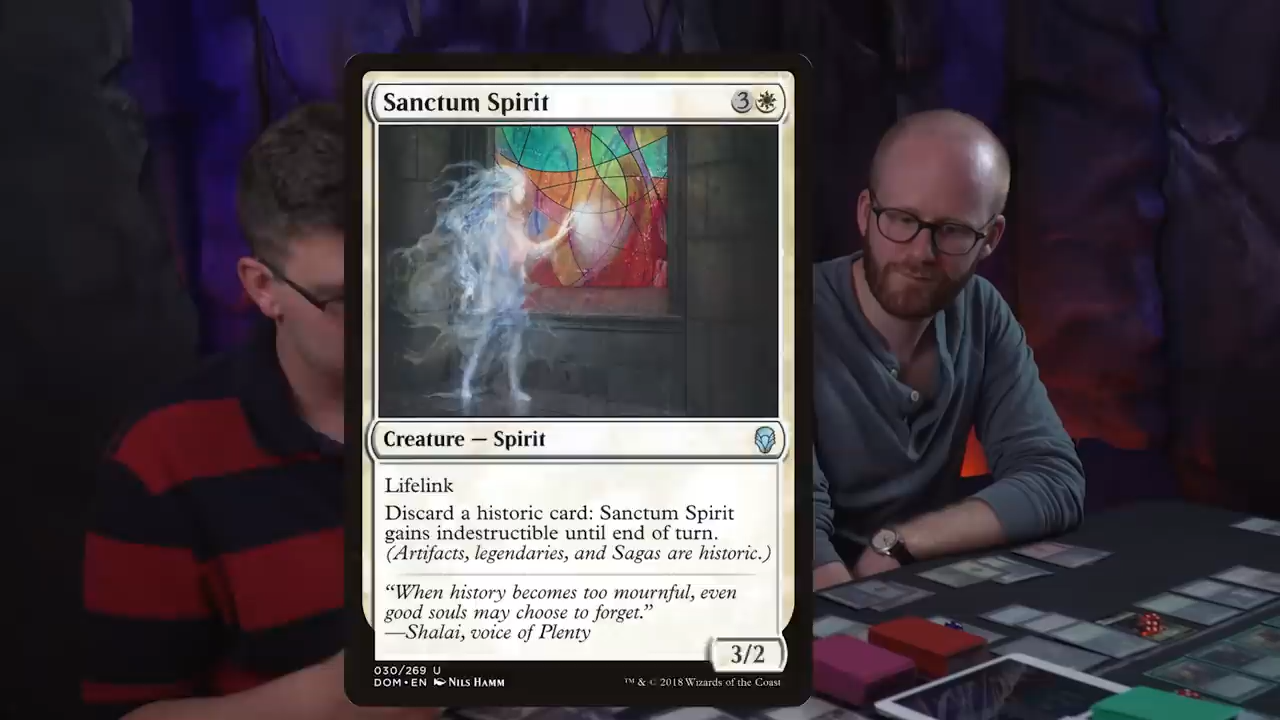 Sanctum Spirit 3
Creature — Spirit
Lifelink
Discard a historic card: Sanctum Spirit
gains indestructible until end of turn.
(Artifacts, legendaries, and Sagas are historic.)
“When history becomes too mournful, even
good souls may choose to forget.”
—Shalai, voice of Plenty
3/2
030/269 U
DOM • EN Nils Hamm
™ & © 2018 Wizards of the Coast